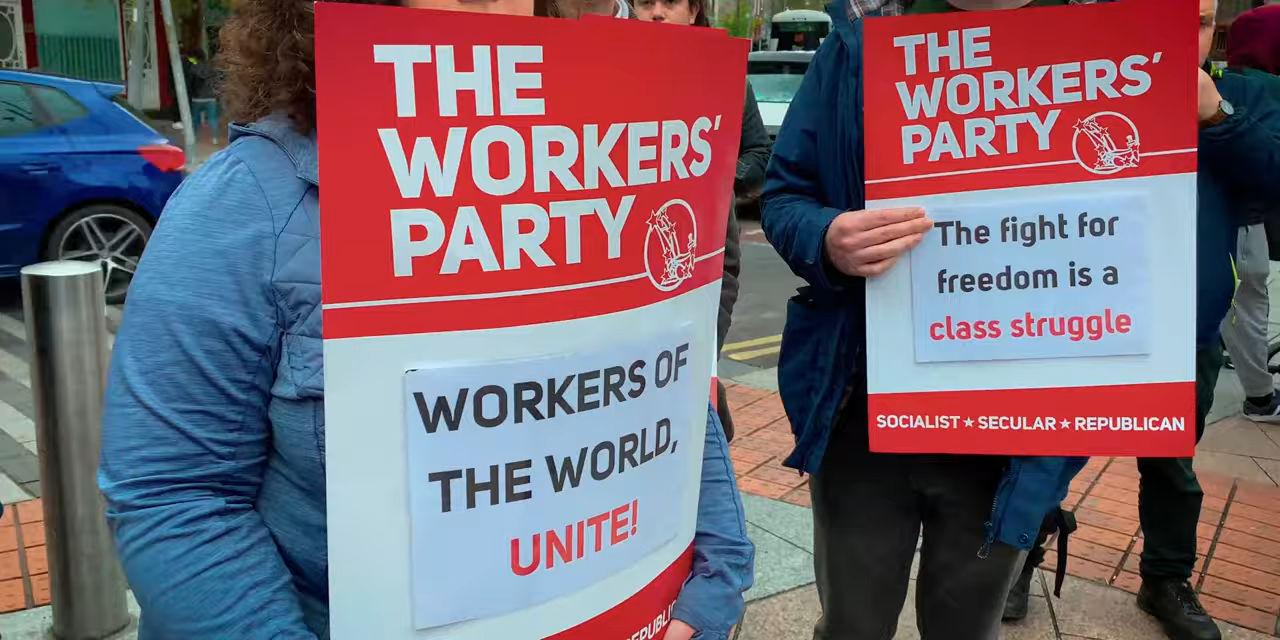 THE
WORKERS'
PARTY
WORKERS OF
THE WORLD,
UNITE!
REPUBLIC
THE
WORKERS'
PARTY
The fight for
freedom is a
class struggle
SOCIALIST ★ SECULAR ★ REPUBLICAN